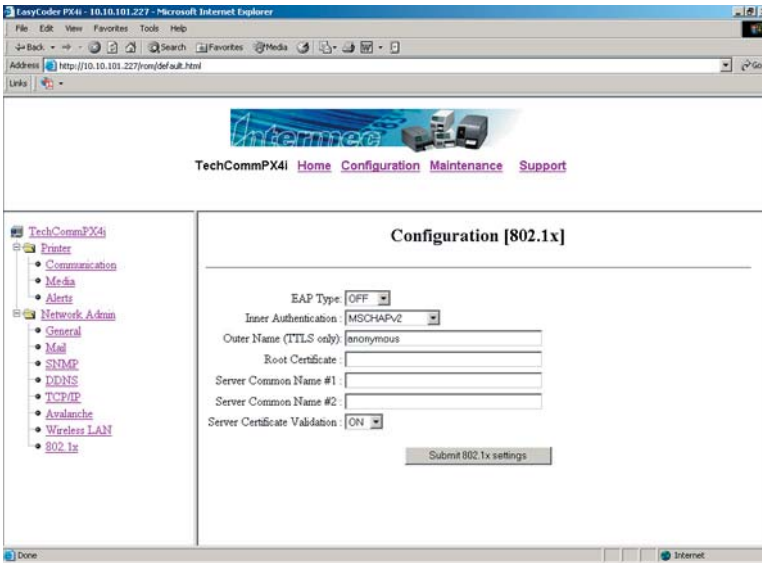 EasyCoder PX4i - 10.10.101.227 - Microsoft Internet Explorer
File Edit View Favorites Tools Help
Back Search Favorites Media
Address http://10.10.101.227/rom/default.html Go
Links
Intermec
TechCommPX4i Home Configuration Maintenance Support
TechCommPX4i
Printer
Communication
Media
Alerts
Network Admin
General
Mail
SNMP
DDNS
TCP/IP
Avalanche
Wireless LAN
802.1x
Configuration [802.1x]
EAP Type: OFF
Inner Authentication : MSCHAPv2
Outer Name (TTLS only): anonymous
Root Certificate :
Server Common Name #1 :
Server Common Name #2 :
Server Certificate Validation : ON
Submit 802.1x settings
Done Internet